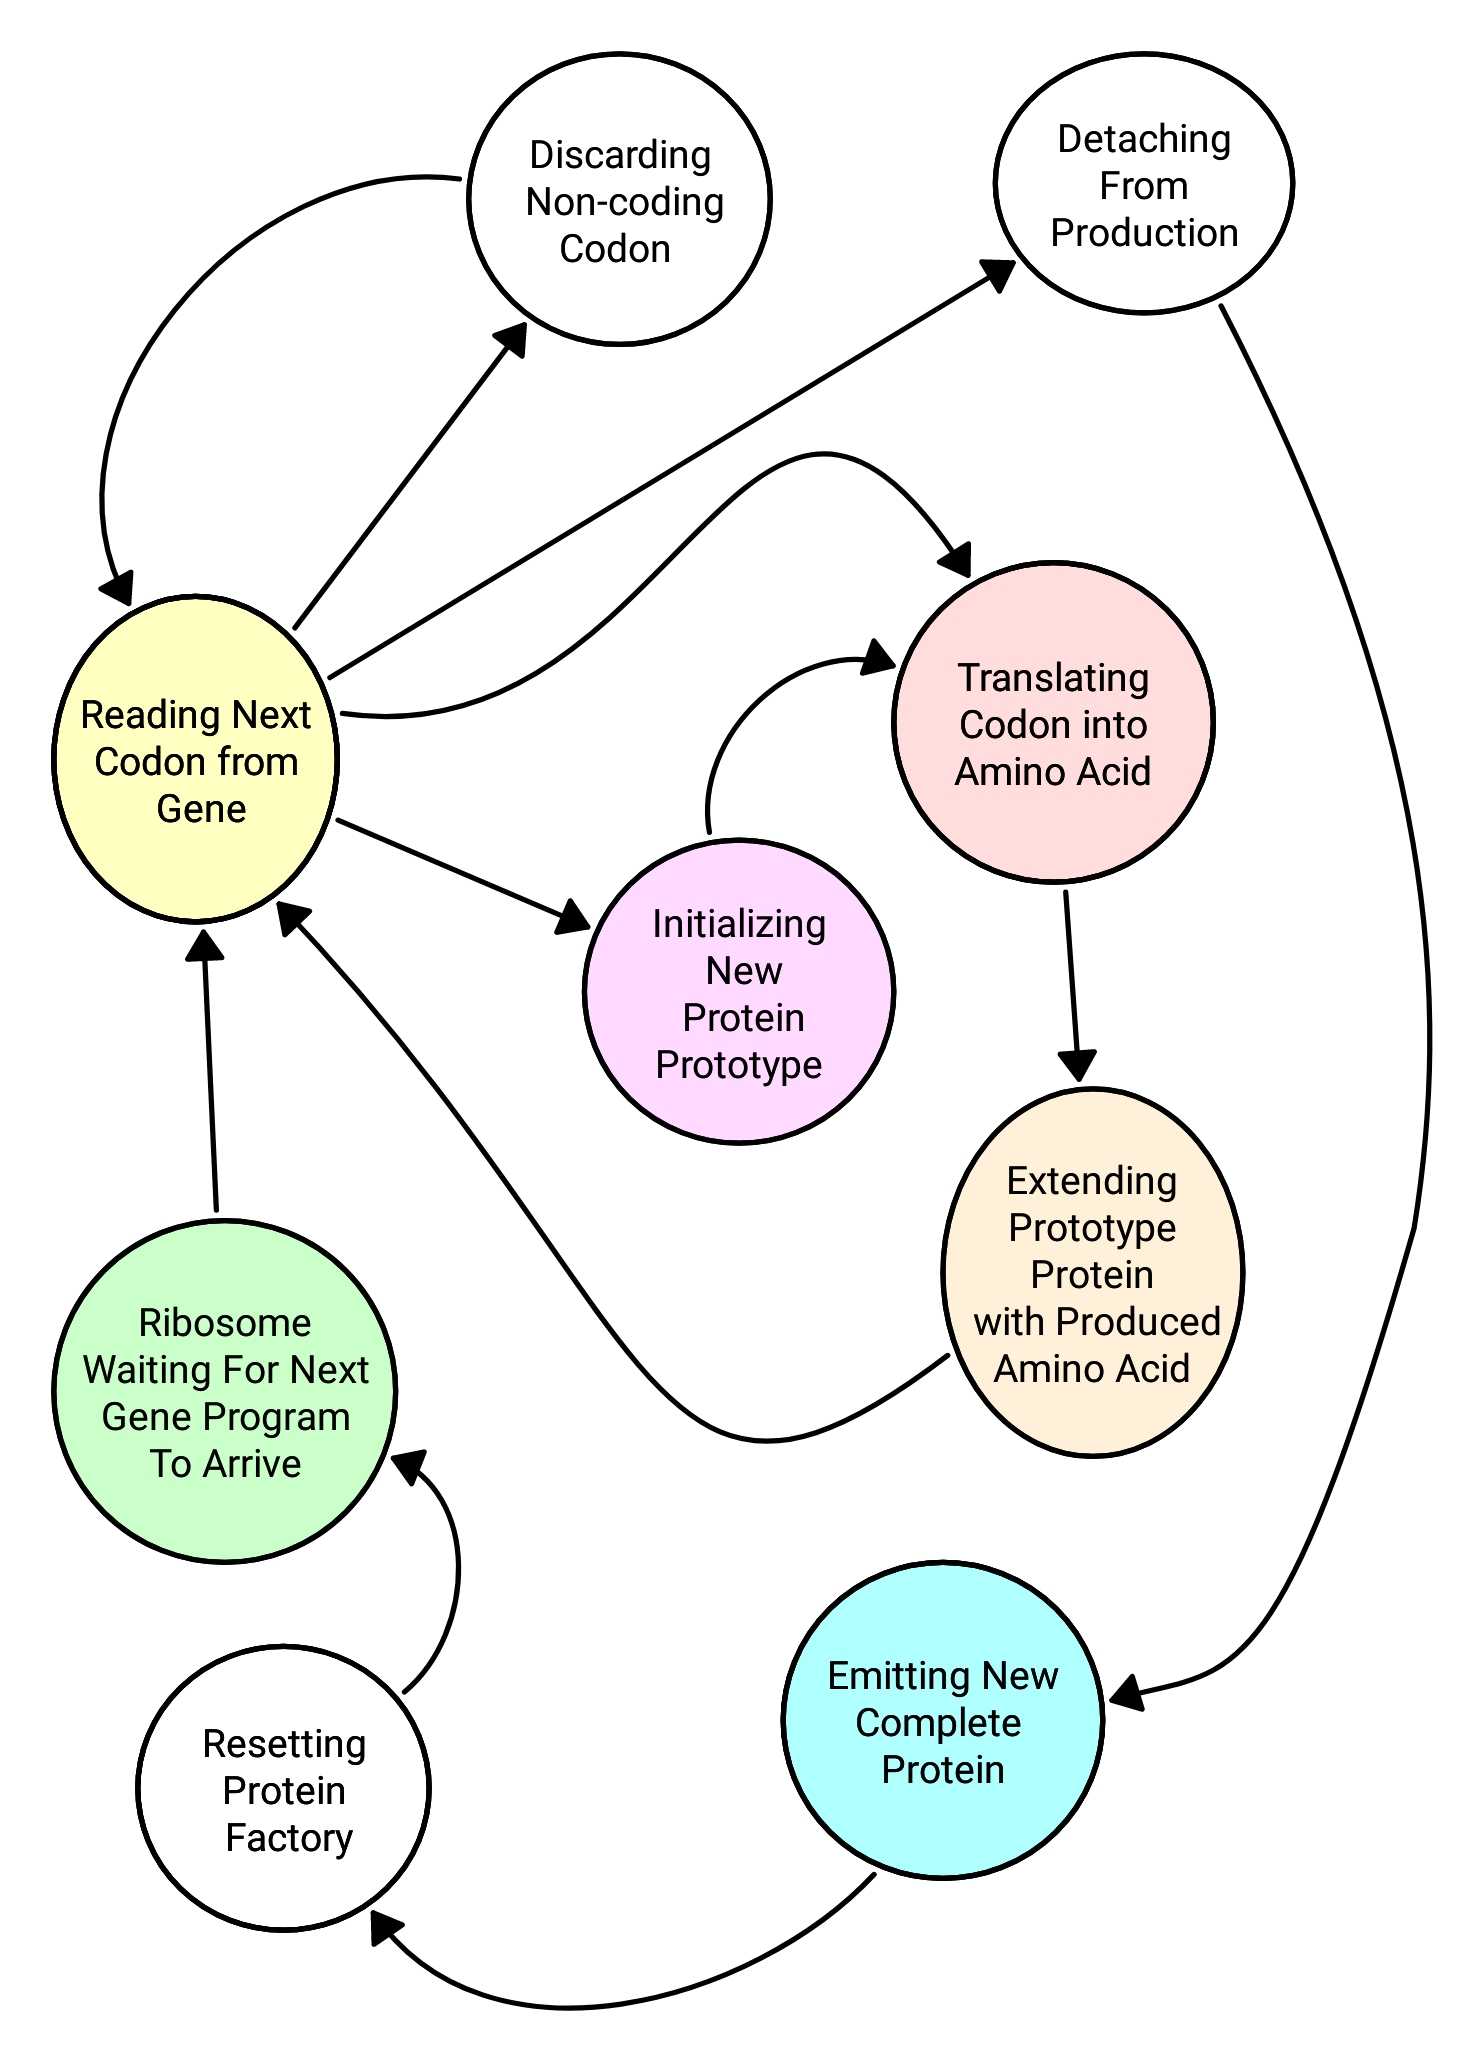 Discarding
Non-coding
Codon
Detaching
From
Production
Reading Next
Codon from
Gene
Translating
Codon into
Amino Acid
Initializing
New
Protein
Prototype
Extending
Prototype
Protein
with Produced
Amino Acid
Ribosome
Waiting For Next
Gene Program
To Arrive
Emitting New
Complete
Protein
Resetting
Protein
Factory